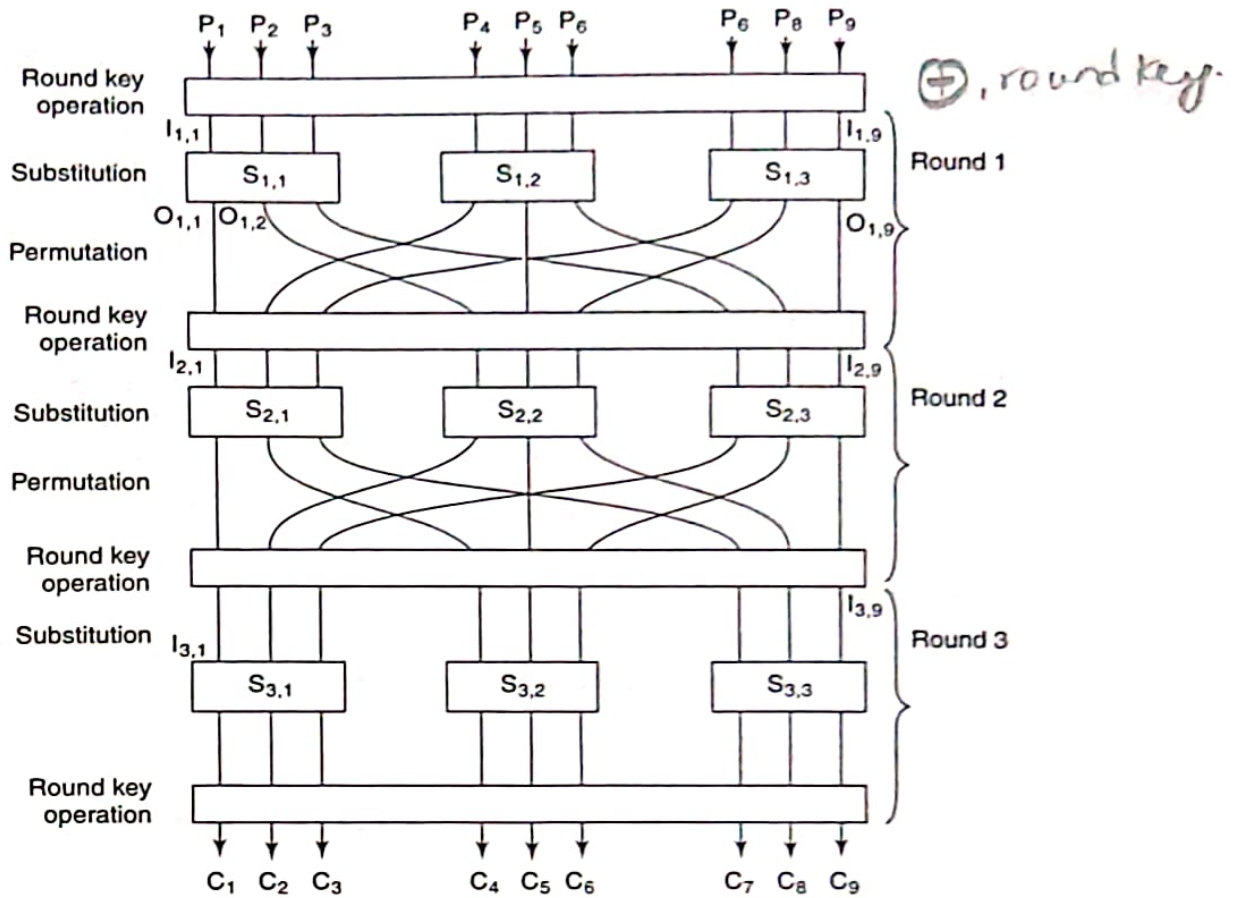 P1 P2 P3 P4 P5 P6 P6 P8 P9
Round key
operation
⊕, round key.
I1,1 I1,9
Substitution S1,1 S1,2 S1,3 Round 1
O1,1 O1,2 O1,9
Permutation
Round key
operation
I2,1 I2,9
Substitution S2,1 S2,2 S2,3 Round 2
Permutation
Round key
operation
I3,9
Substitution Round 3
I3,1
S3,1 S3,2 S3,3
Round key
operation
C1 C2 C3 C4 C5 C6 C7 C8 C9